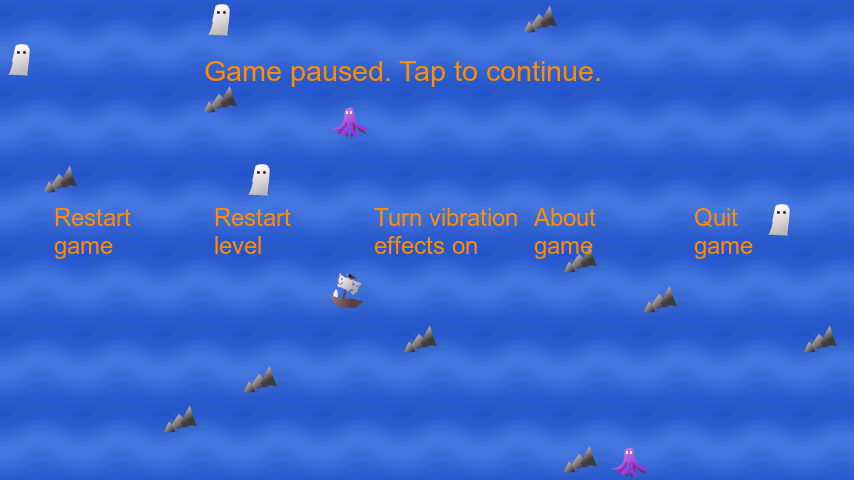 Game paused. Tap to continue.
Restart game
Restart level
Turn vibration effects on
About game
Quit game